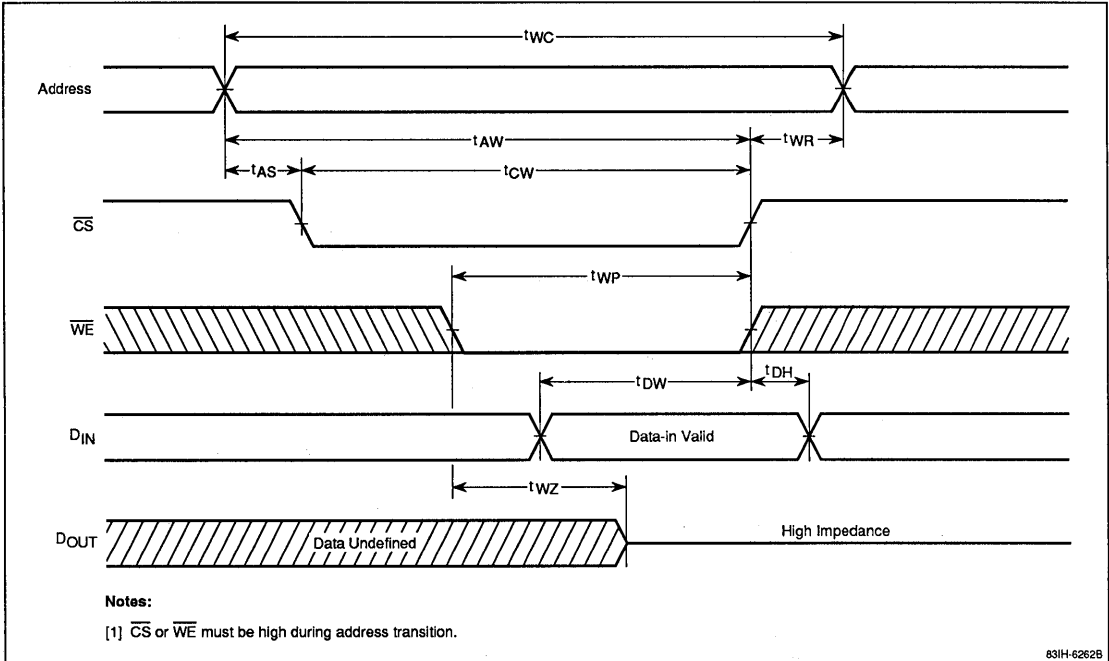 tWC
Address
tAW
tWR
tAS
tCW
CS
tWP
WE
tDW
tDH
DIN
Data-in Valid
tWZ
DOUT
Data Undefined
High Impedance
Notes:
[1] CS or WE must be high during address transition.
83IH-6262B